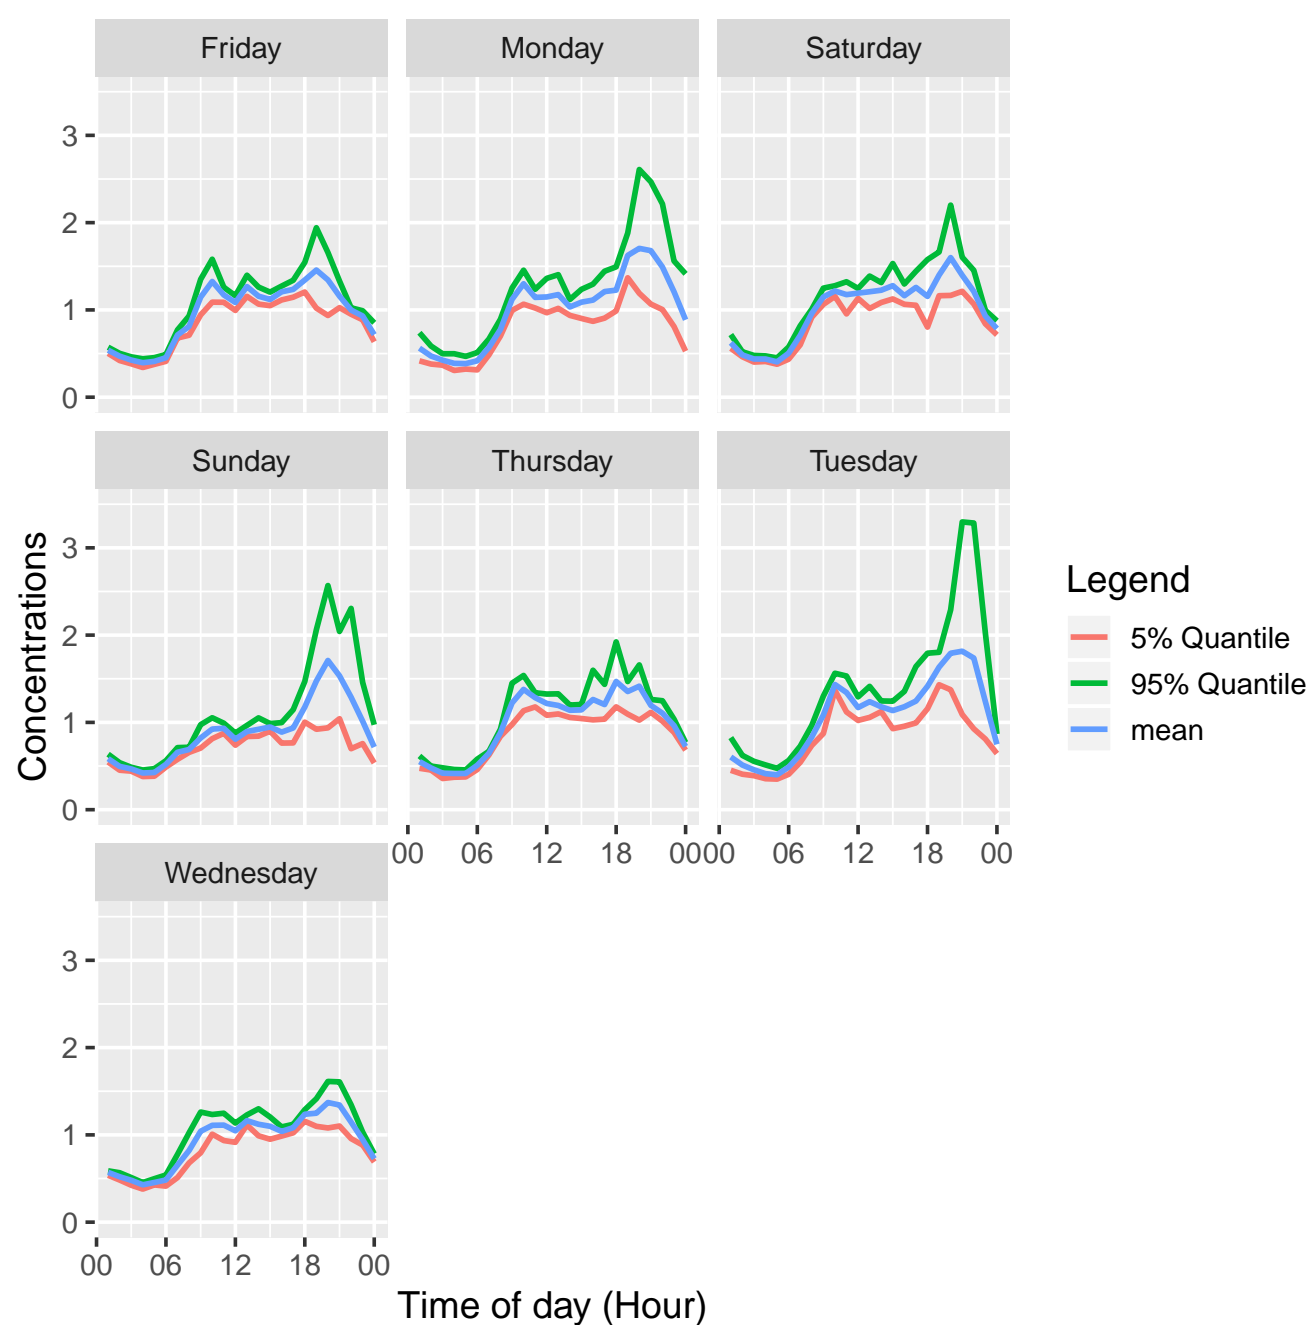 Friday
Monday
Saturday
3
2
1
0
Sunday
Thursday
Tuesday
Concentrations
3
2
1
0
00 06 12 18 00
00 06 12 18 00
Legend
5% Quantile
95% Quantile
mean
Wednesday
3
2
1
0
00 06 12 18 00
Time of day (Hour)